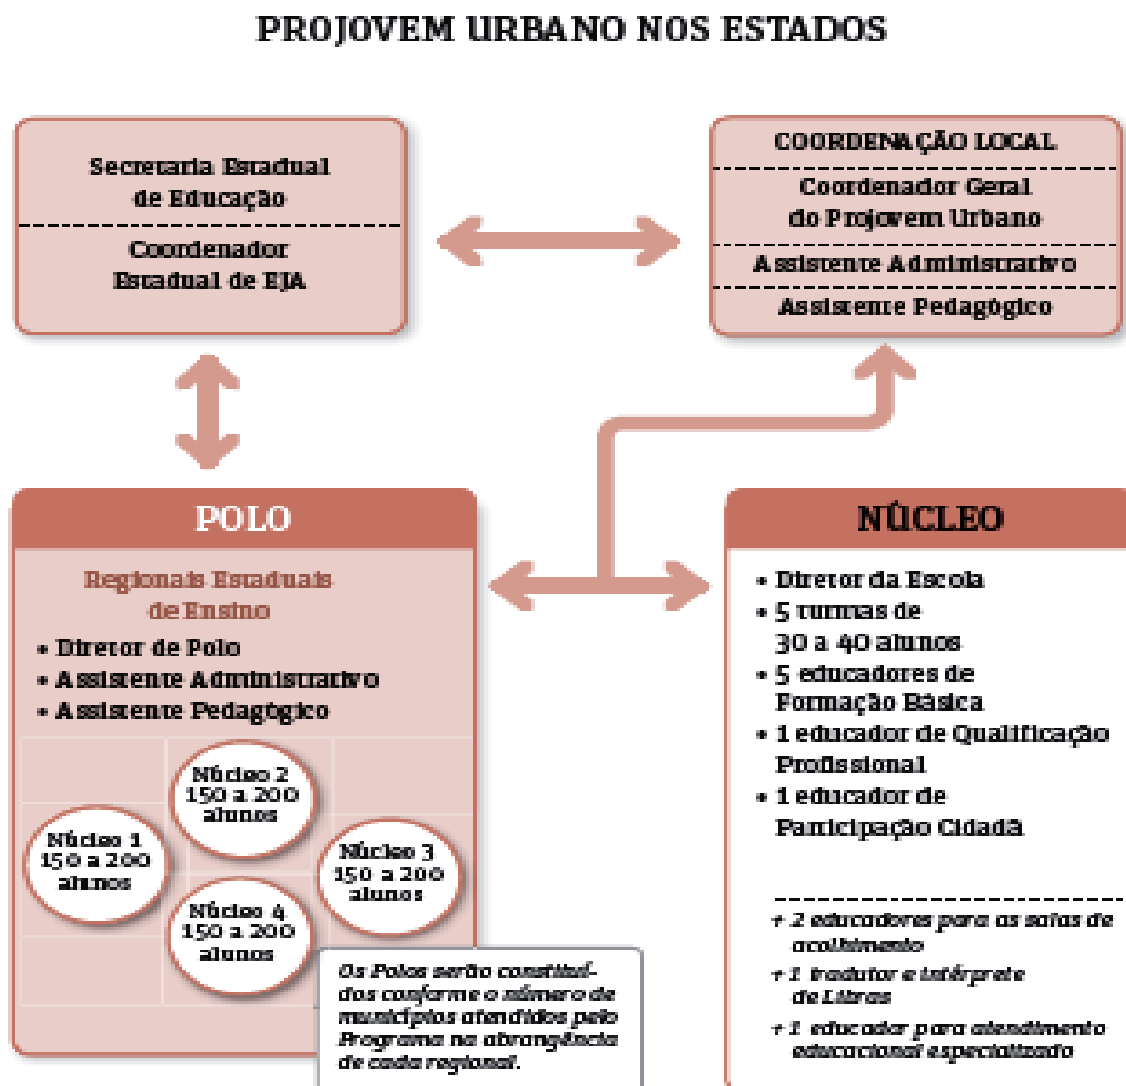 PROJOVEM URBANO NOS ESTADOS
Secretaria Estadual
de Educação
Coordenador
Estadual de EJA
COORDENAÇÃO LOCAL
Coordenador Geral
do Projovem Urbano
Assistente Administrativo
Assistente Pedagógico
POLO
Regionais Estaduais
de Ensino
• Diretor de Polo
• Assistente Administrativo
• Assistente Pedagógico
Núcleo 1
150 a 200
alunos
Núcleo 2
150 a 200
alunos
Núcleo 3
150 a 200
alunos
Núcleo 4
150 a 200
alunos
Os Polos serão constituí-
dos conforme o número de
municípios atendidos pelo
Programa na abrangência
de cada regional.
NÚCLEO
• Diretor da Escola
• 5 turmas de
30 a 40 alunos
• 5 educadores de
Formação Básica
• 1 educador de Qualificação
Profissional
• 1 educador de
Participação Cidadã
+ 2 educadores para as salas de
acolhimento
+ 1 tradutor e intérprete
de Libras
+ 1 educador para atendimento
educacional especializado